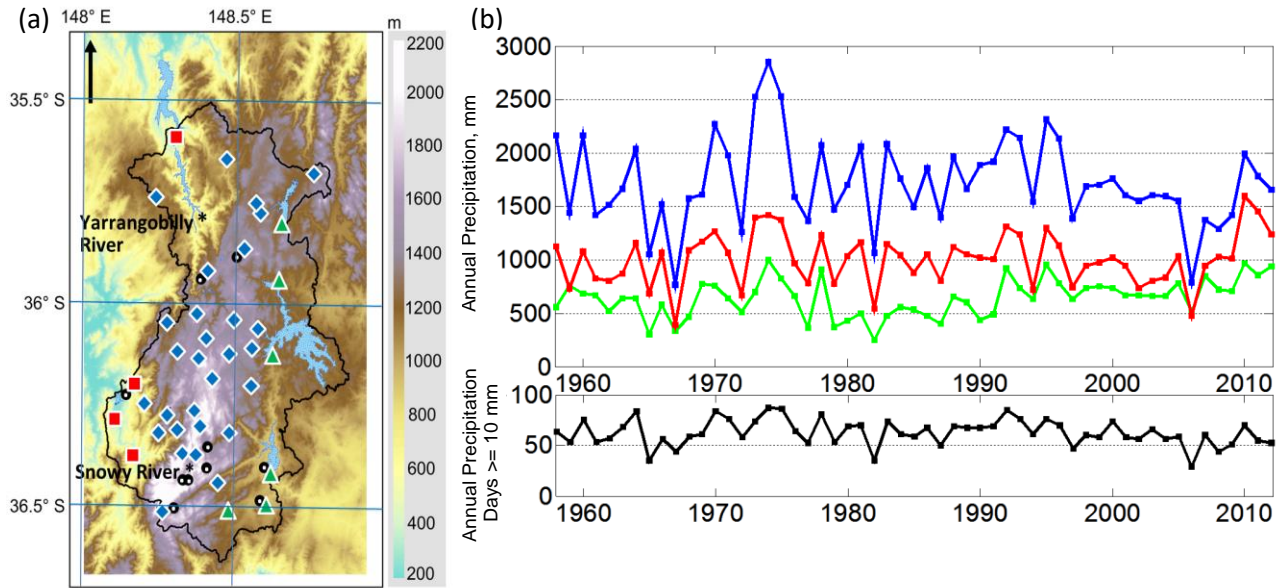 (a)
148° E
148.5° E
m
35.5° S
36° S
36.5° S
Yarrangobilly
River
Snowy River
*
*
2200
2000
1800
1600
1400
1200
1000
800
600
400
200
(b)
Annual Precipitation, mm
3000
2500
2000
1500
1000
500
0
1960 1970 1980 1990 2000 2010
Annual Precipitation
Days >= 10 mm
100
50
0
1960 1970 1980 1990 2000 2010